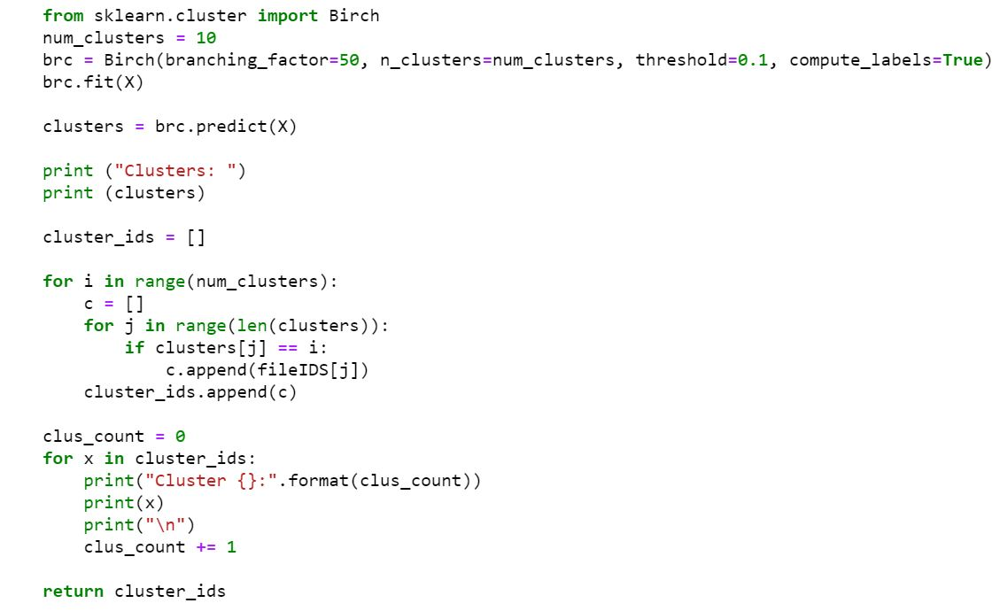 from sklearn.cluster import Birch
num_clusters = 10
brc = Birch(branching_factor=50, n_clusters=num_clusters, threshold=0.1, compute_labels=True)
brc.fit(X)

clusters = brc.predict(X)

print ("Clusters: ")
print (clusters)

cluster_ids = []

for i in range(num_clusters):
    c = []
    for j in range(len(clusters)):
        if clusters[j] == i:
            c.append(fileIDS[j])
    cluster_ids.append(c)

clus_count = 0
for x in cluster_ids:
    print("Cluster {}:".format(clus_count))
    print(x)
    print("\n")
    clus_count += 1

return cluster_ids